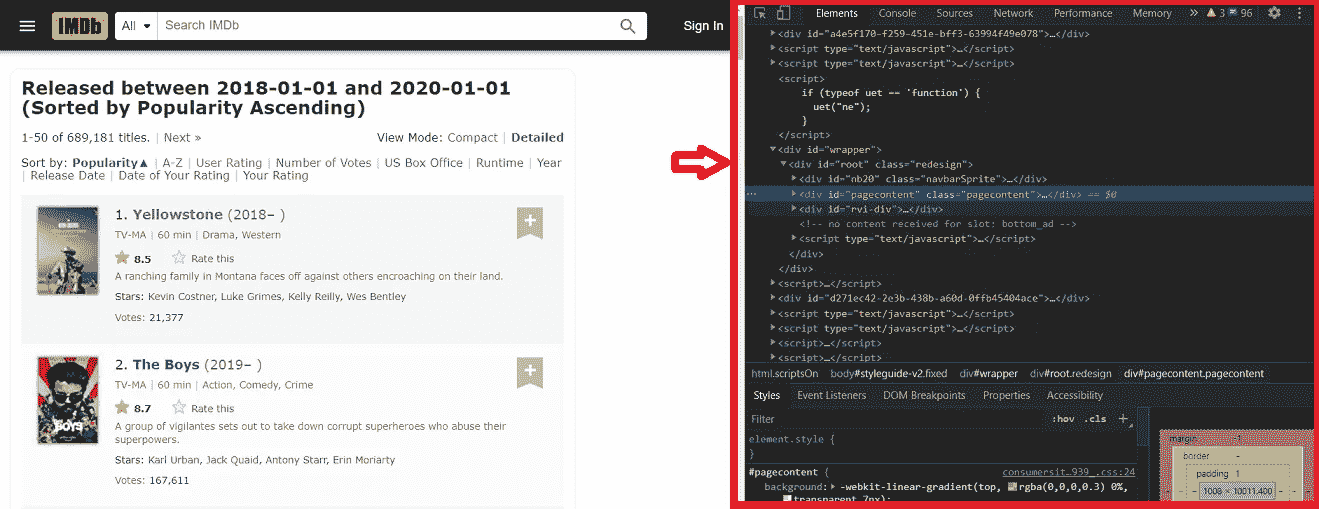 IMDb All Search IMDb Sign In
Released between 2018-01-01 and 2020-01-01
(Sorted by Popularity Ascending)
1-50 of 689,181 titles. | Next »
View Mode: Compact | Detailed
Sort by: Popularity▲ | A-Z | User Rating | Number of Votes | US Box Office | Runtime | Year
| Release Date | Date of Your Rating | Your Rating
1. Yellowstone (2018– )
TV-MA | 60 min | Drama, Western
8.5 Rate this
A ranching family in Montana faces off against others encroaching on their land.
Stars: Kevin Costner, Luke Grimes, Kelly Reilly, Wes Bentley
Votes: 21,377
2. The Boys (2019– )
TV-MA | 60 min | Action, Comedy, Crime
8.7 Rate this
A group of vigilantes sets out to take down corrupt superheroes who abuse their
superpowers.
Stars: Karl Urban, Jack Quaid, Antony Starr, Erin Moriarty
Votes: 167,611
BOYS
Elements Console Sources Network Performance Memory » 3 96
<div id="a4e5f170-f259-451e-bff3-63994f49e078">…</div>
<script type="text/javascript">…</script>
<script type="text/javascript">…</script>
<script>
if (typeof uet == 'function') {
uet("ne");
}
</script>
<div id="wrapper">
<div id="root" class="redesign">
<div id="nb20" class="navbarSprite">…</div>
<div id="pagecontent" class="pagecontent">…</div> == $0
<div id="rvi-div">…</div>
<!-- no content received for slot: bottom_ad -->
<script type="text/javascript">…</script>
</div>
</div>
<script>…</script>
<div id="d271ec42-2e3b-438b-a60d-0ffb45404ace">…</div>
<script type="text/javascript">…</script>
<script type="text/javascript">…</script>
<script>…</script>
<script>…</script>
html.scriptsOn body#styleguide-v2.fixed div#wrapper div#root.redesign div#pagecontent.pagecontent
Styles Event Listeners DOM Breakpoints Properties Accessibility
Filter :hov .cls +
element.style {
}
#pagecontent { consumersit…939_.css:24
background: -webkit-linear-gradient(top, rgba(0,0,0,0.3) 0%,
transparent 7px);
margin
border -
padding 1
1008 × 10011.400